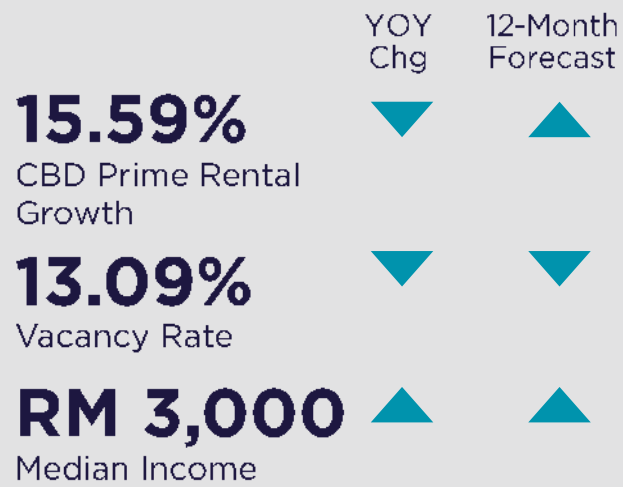 YOY 12-Month
Chg Forecast
15.59%
CBD Prime Rental
Growth
13.09%
Vacancy Rate
RM 3,000
Median Income